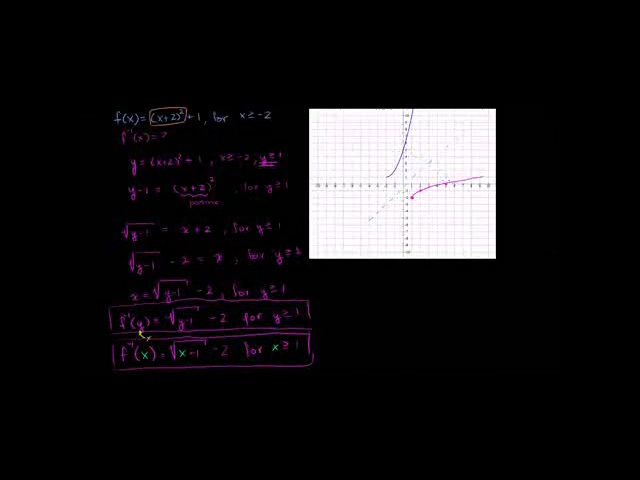 f(x) = (x+2)² + 1, for x ≥ -2
f⁻¹(x) = ?
y = (x+2)² + 1, x ≥ -2, y ≥ 1
y-1 = (x+2)², for y ≥ 1
positive
√y-1 = x+2, for y ≥ 1
√y-1 - 2 = x, for y ≥ 1
x = √y-1 - 2, for y ≥ 1
f⁻¹(y) = √y-1 - 2 for y ≥ 1
x
f⁻¹(x) = √x-1 - 2 for x ≥ 1